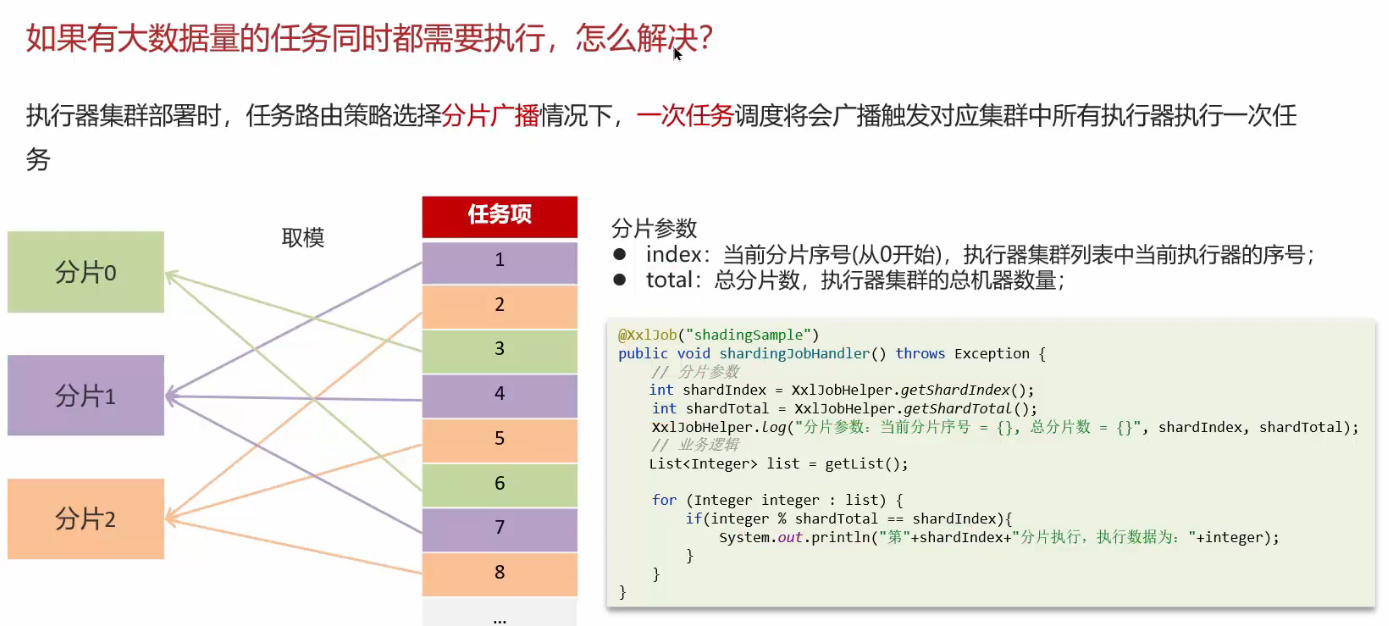 如果有大数据量的任务同时都需要执行，怎么解决？
执行器集群部署时，任务路由策略选择分片广播情况下，一次任务调度将会广播触发对应集群中所有执行器执行一次任
务
取模
分片0
分片1
分片2
任务项
1
2
3
4
5
6
7
8
...
分片参数
● index：当前分片序号(从0开始)，执行器集群列表中当前执行器的序号；
● total：总分片数，执行器集群的总机器数量；
@XxlJob("shadingSample")
public void shardingJobHandler() throws Exception {
    // 分片参数
    int shardIndex = XxlJobHelper.getShardIndex();
    int shardTotal = XxlJobHelper.getShardTotal();
    XxlJobHelper.log("分片参数：当前分片序号 = {}, 总分片数 = {}", shardIndex, shardTotal);
    // 业务逻辑
    List<Integer> list = getList();
    for (Integer integer : list) {
        if(integer % shardTotal == shardIndex){
            System.out.println("第"+shardIndex+"分片执行，执行数据为："+integer);
        }
    }
}